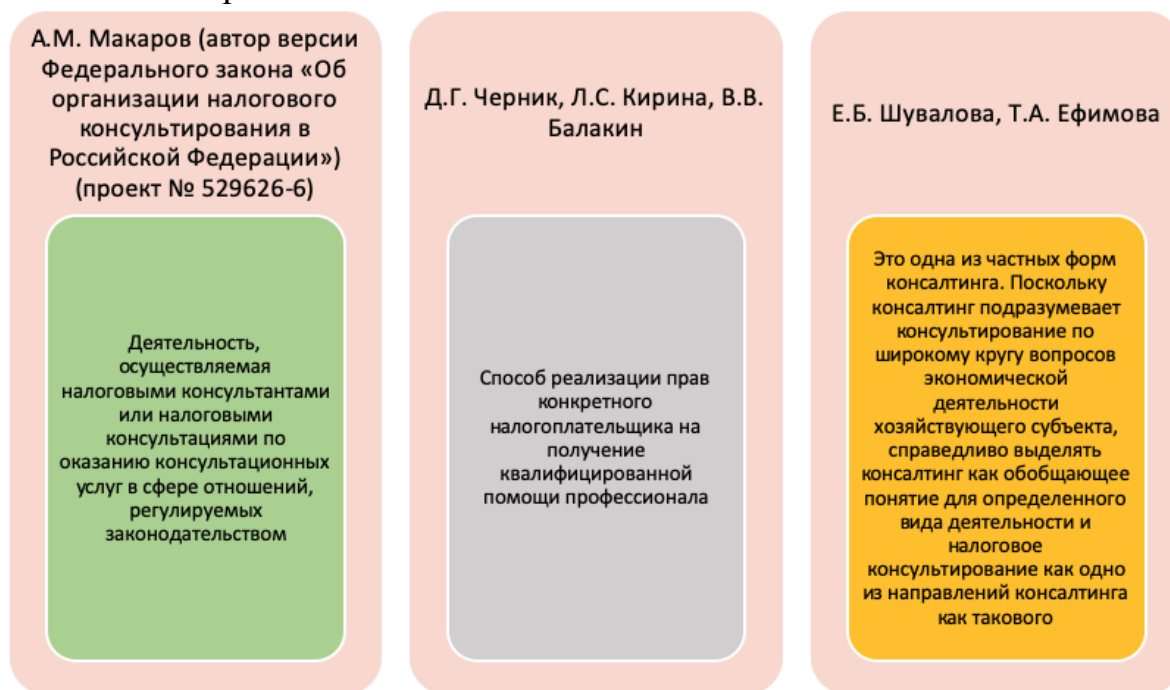 А.М. Макаров (автор версии
Федерального закона «Об
организации налогового
консультирования в
Российской Федерации»)
(проект № 529626-6)
Деятельность,
осуществляемая
налоговыми консультантами
или налоговыми
консультациями по
оказанию консультационных
услуг в сфере отношений,
регулируемых
законодательством
Д.Г. Черник, Л.С. Кирина, В.В.
Балакин
Способ реализации прав
конкретного
налогоплательщика на
получение
квалифицированной
помощи профессионала
Е.Б. Шувалова, Т.А. Ефимова
Это одна из частных форм
консалтинга. Поскольку
консалтинг подразумевает
консультирование по
широкому кругу вопросов
экономической
деятельности
хозяйствующего субъекта,
справедливо выделять
консалтинг как обобщающее
понятие для определенного
вида деятельности и
налоговое
консультирование как одно
из направлений консалтинга
как такового